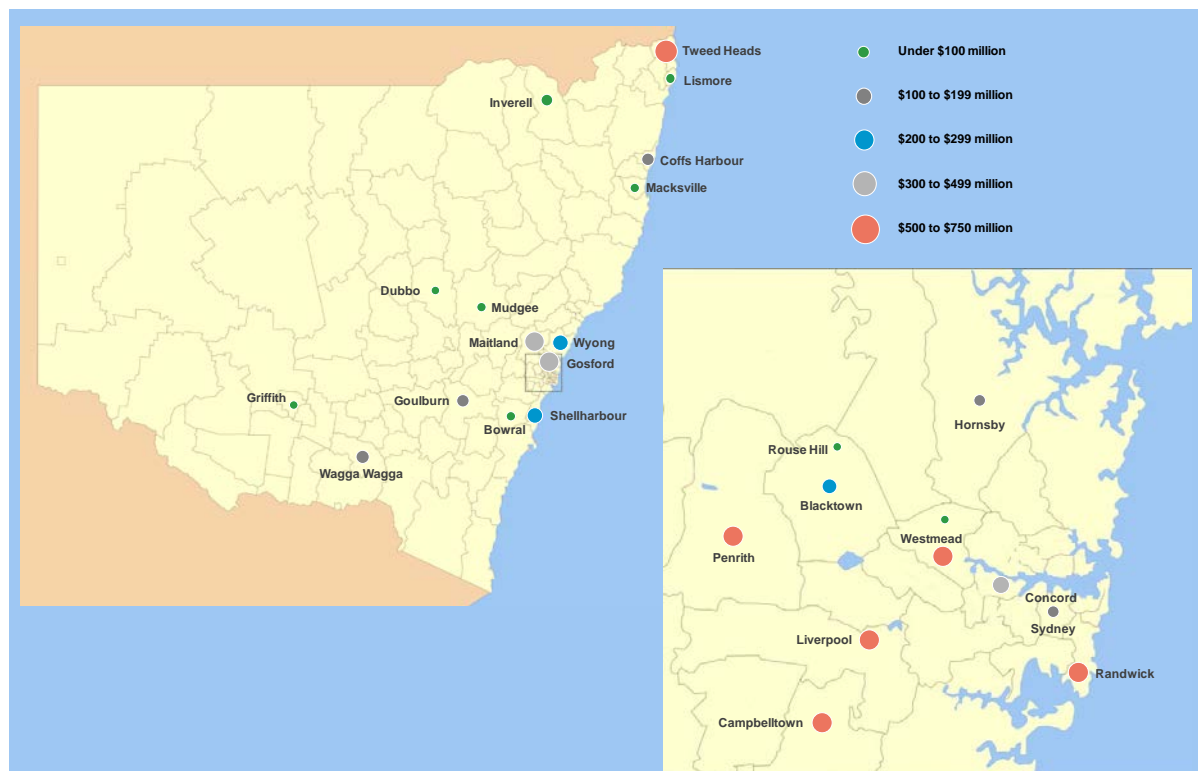 Tweed Heads
Lismore
Inverell
Coffs Harbour
Macksville
Dubbo
Mudgee
Maitland
Wyong
Gosford
Griffith
Goulburn
Shellharbour
Bowral
Wagga Wagga
Under $100 million
$100 to $199 million
$200 to $299 million
$300 to $499 million
$500 to $750 million
Hornsby
Rouse Hill
Blacktown
Westmead
Penrith
Concord
Sydney
Liverpool
Randwick
Campbelltown